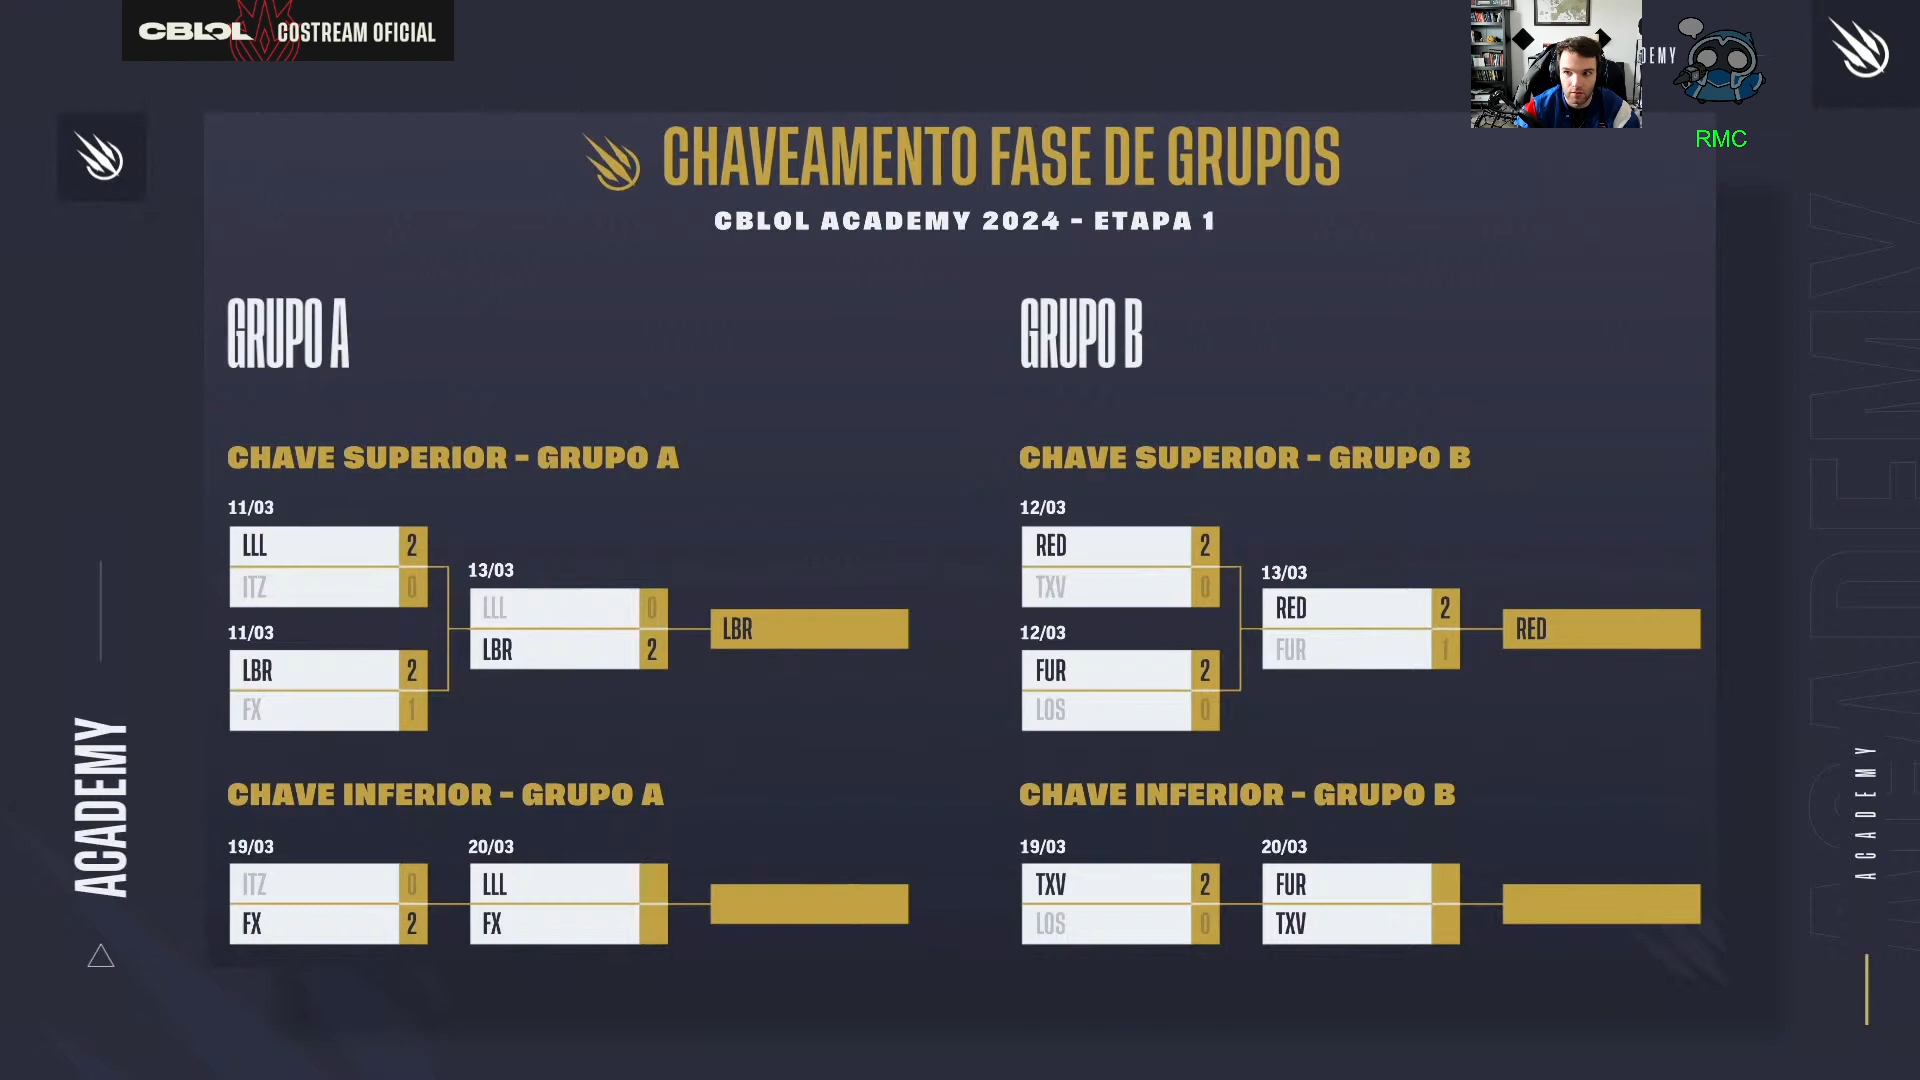 CBLOL COSTREAM OFICIAL
DEMY
RMC
CHAVEAMENTO FASE DE GRUPOS
CBLOL ACADEMY 2024 - ETAPA 1
GRUPO A
CHAVE SUPERIOR - GRUPO A
11/03
LLL 2
ITZ 0
11/03
LBR 2
FX 1
13/03
LLL 0
LBR 2
LBR
CHAVE INFERIOR - GRUPO A
19/03
ITZ 0
FX 2
20/03
LLL
FX
GRUPO B
CHAVE SUPERIOR - GRUPO B
12/03
RED 2
TXV 0
12/03
FUR 2
LOS 0
13/03
RED 2
FUR 1
RED
CHAVE INFERIOR - GRUPO B
19/03
TXV 2
LOS 0
20/03
FUR
TXV
ACADEMY
ACADEMY
ACADEMY